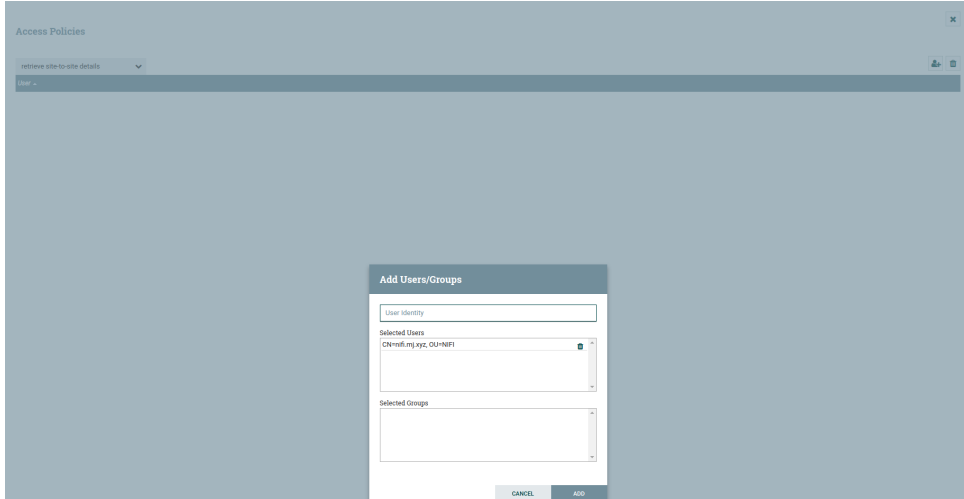 Access Policies
retrieve site-to-site details
User
Add Users/Groups
User Identity
Selected Users
CN=nifi.mj.xyz, OU=NIFI
Selected Groups
CANCEL
ADD